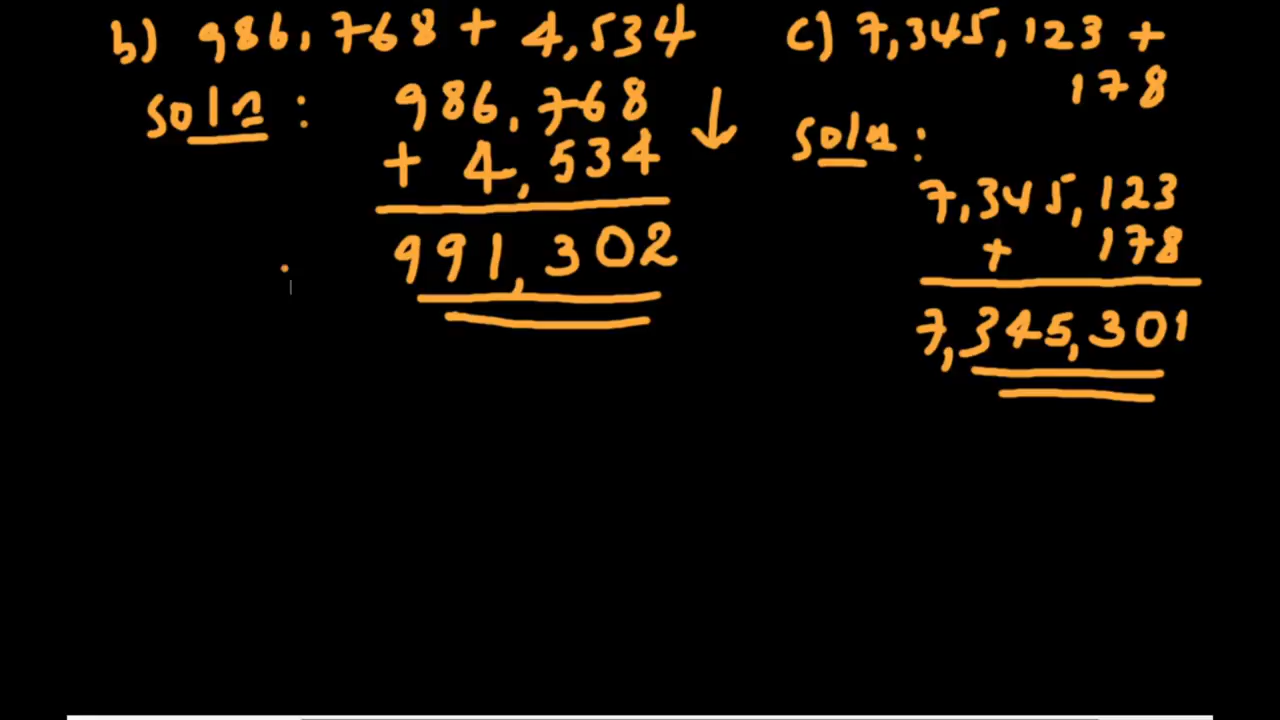 b) 986,768 + 4,534
soln :
986,768
+ 4,534
991,302
c) 7,345,123 +
178
soln :
7,345,123
+ 178
7,345,301